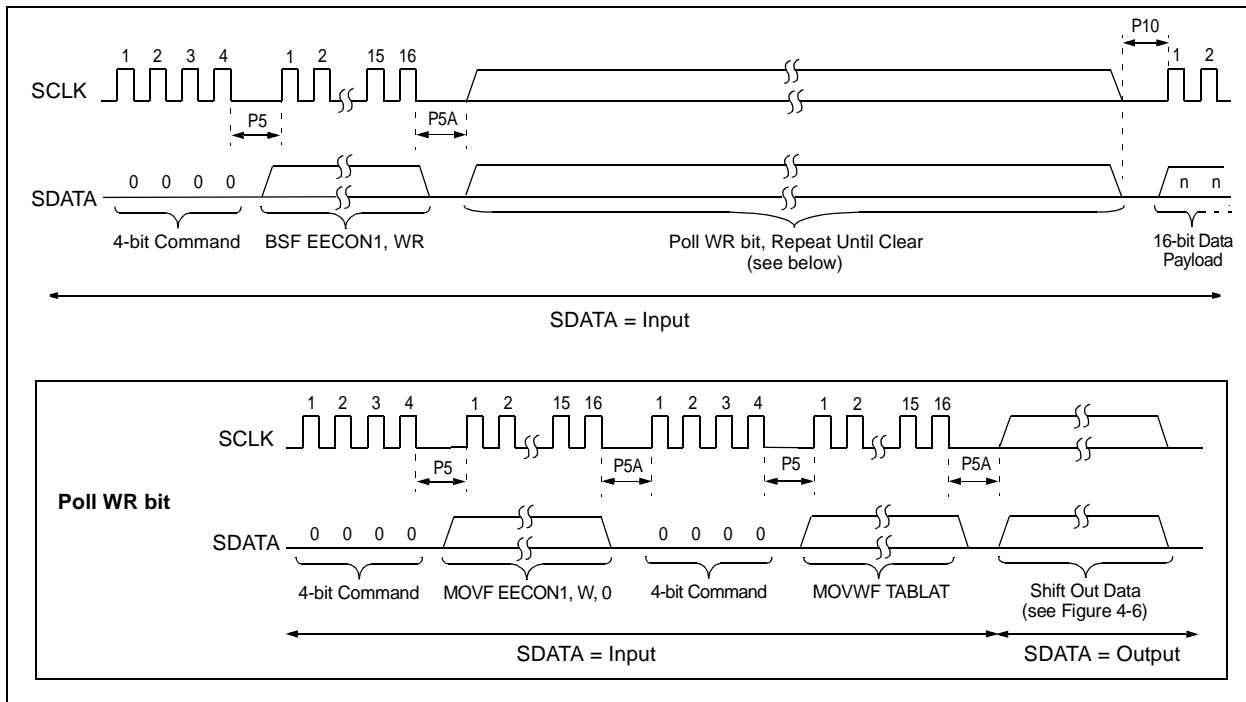 P10
1 2 3 4 1 2 15 16 1 2
SCLK
P5 P5A
0 0 0 0 n n
SDATA
4-bit Command BSF EECON1, WR Poll WR bit, Repeat Until Clear 16-bit Data
(see below) Payload
SDATA = Input
1 2 3 4 1 2 15 16 1 2 3 4 1 2 15 16
SCLK
P5 P5A P5 P5A
Poll WR bit
0 0 0 0 0 0 0 0
SDATA
4-bit Command MOVF EECON1, W, 0 4-bit Command MOVWF TABLAT Shift Out Data
(see Figure 4-6)
SDATA = Input SDATA = Output